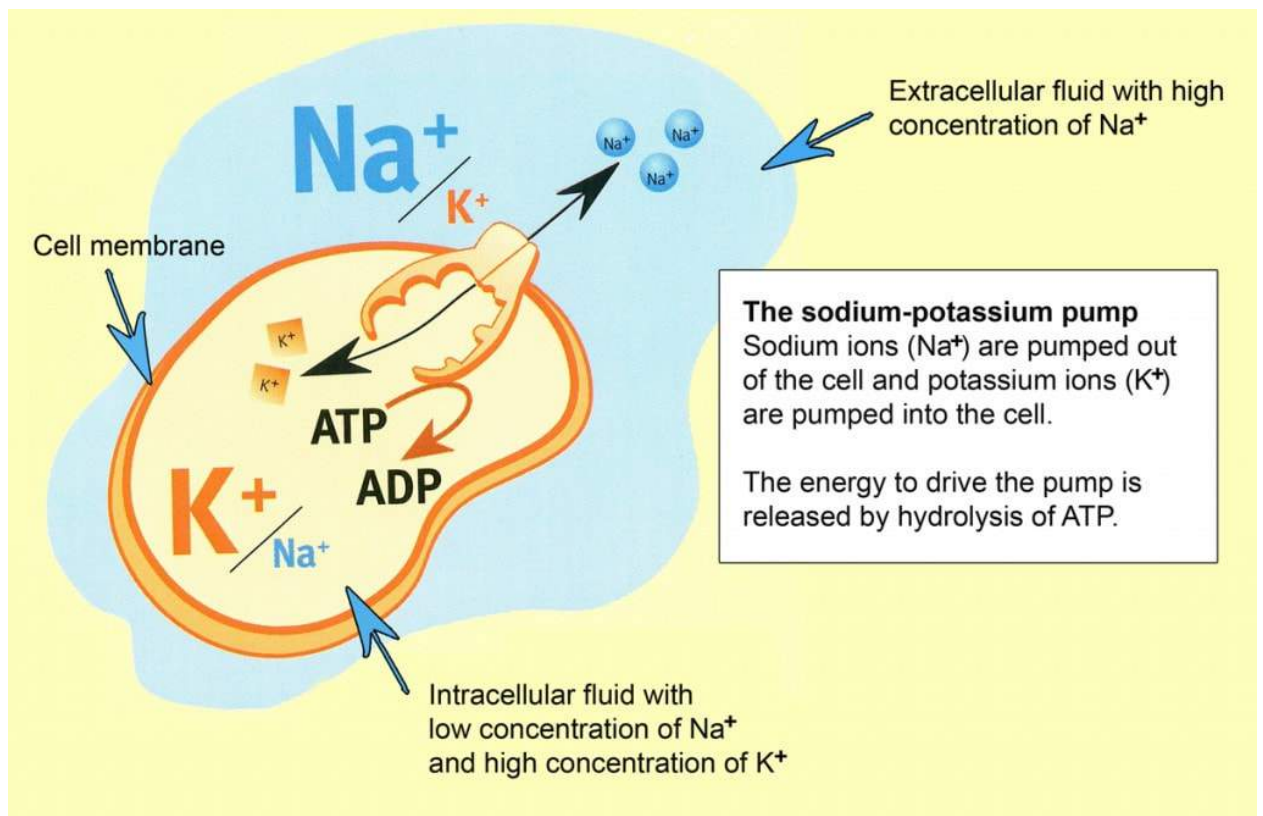 Extracellular fluid with high
concentration of Na+
Na+
K+
Na+
Na+
Na+
Cell membrane
The sodium-potassium pump
Sodium ions (Na+) are pumped out
of the cell and potassium ions (K+)
are pumped into the cell.
The energy to drive the pump is
released by hydrolysis of ATP.
K+
K+
ATP
ADP
K+
Na+
Intracellular fluid with
low concentration of Na+
and high concentration of K+